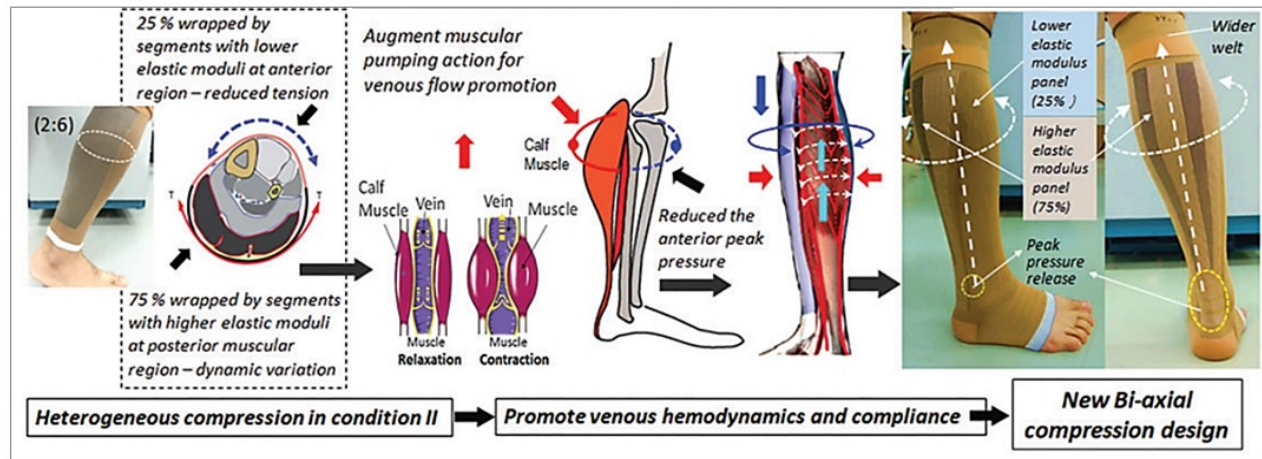 25 % wrapped by
segments with lower
elastic moduli at anterior
region – reduced tension
(2:6)
T
T
75 % wrapped by segments
with higher elastic moduli
at posterior muscular
region – dynamic variation
Augment muscular
pumping action for
venous flow promotion
Calf
Muscle
Vein
Vein
Muscle
Muscle
Relaxation
Muscle
Contraction
Calf
Muscle
Reduced the
anterior peak
pressure
Lower
elastic
modulus
panel
(25% )
Higher
elastic
modulus
panel
(75%)
Peak
pressure
release
Wider
welt
Heterogeneous compression in condition II
Promote venous hemodynamics and compliance
New Bi-axial
compression design